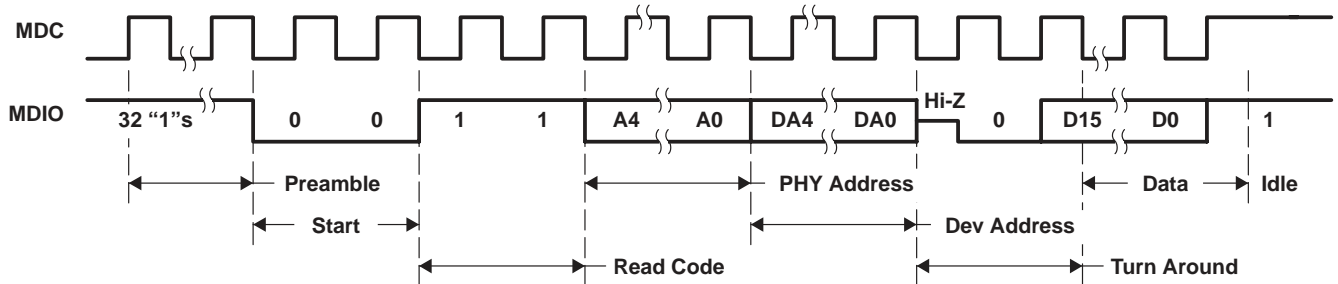 MDC
MDIO
32 “1”s 0 0 1 1 A4 A0 DA4 DA0 Hi-Z 0 D15 D0 1
Preamble PHY Address Data Idle
Start Dev Address
Read Code Turn Around